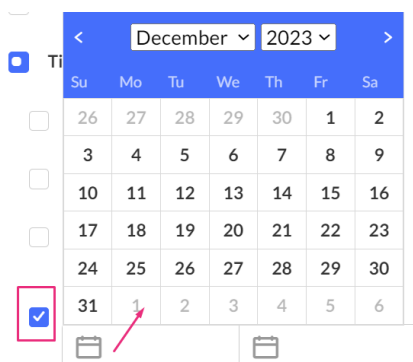 < December 2023 >
Ti
Su Mo Tu We Th Fr Sa
26 27 28 29 30 1 2
3 4 5 6 7 8 9
10 11 12 13 14 15 16
17 18 19 20 21 22 23
24 25 26 27 28 29 30
31 1 2 3 4 5 6